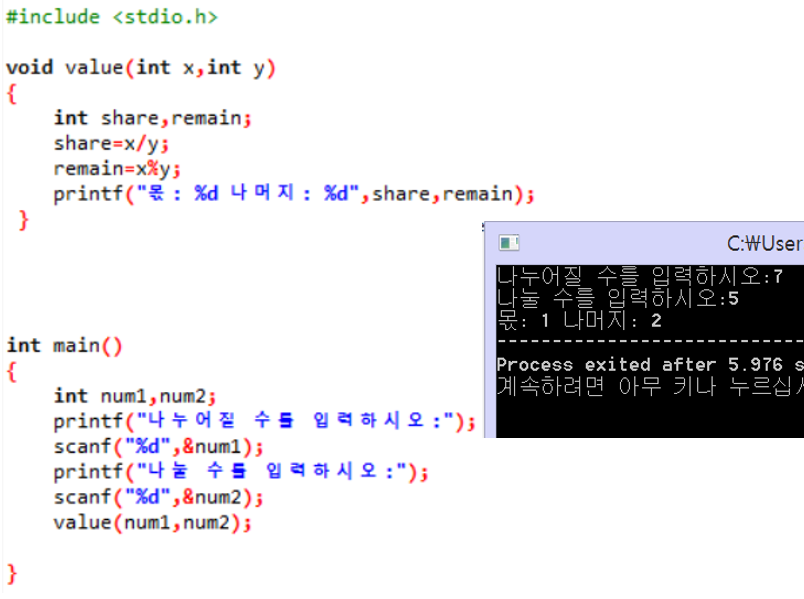 #include <stdio.h>
void value(int x,int y)
{
int share,remain;
share=x/y;
remain=x%y;
printf("몫: %d 나머지: %d",share,remain);
}
int main()
{
int num1,num2;
printf("나누어질 수를 입력하시오:");
scanf("%d",&num1);
printf("나눌 수를 입력하시오:");
scanf("%d",&num2);
value(num1,num2);
}
C:₩User
나누어질 수를 입력하시오:7
나눌 수를 입력하시오:5
몫: 1 나머지: 2
--------------------------------
Process exited after 5.976 s
계속하려면 아무 키나 누르십시